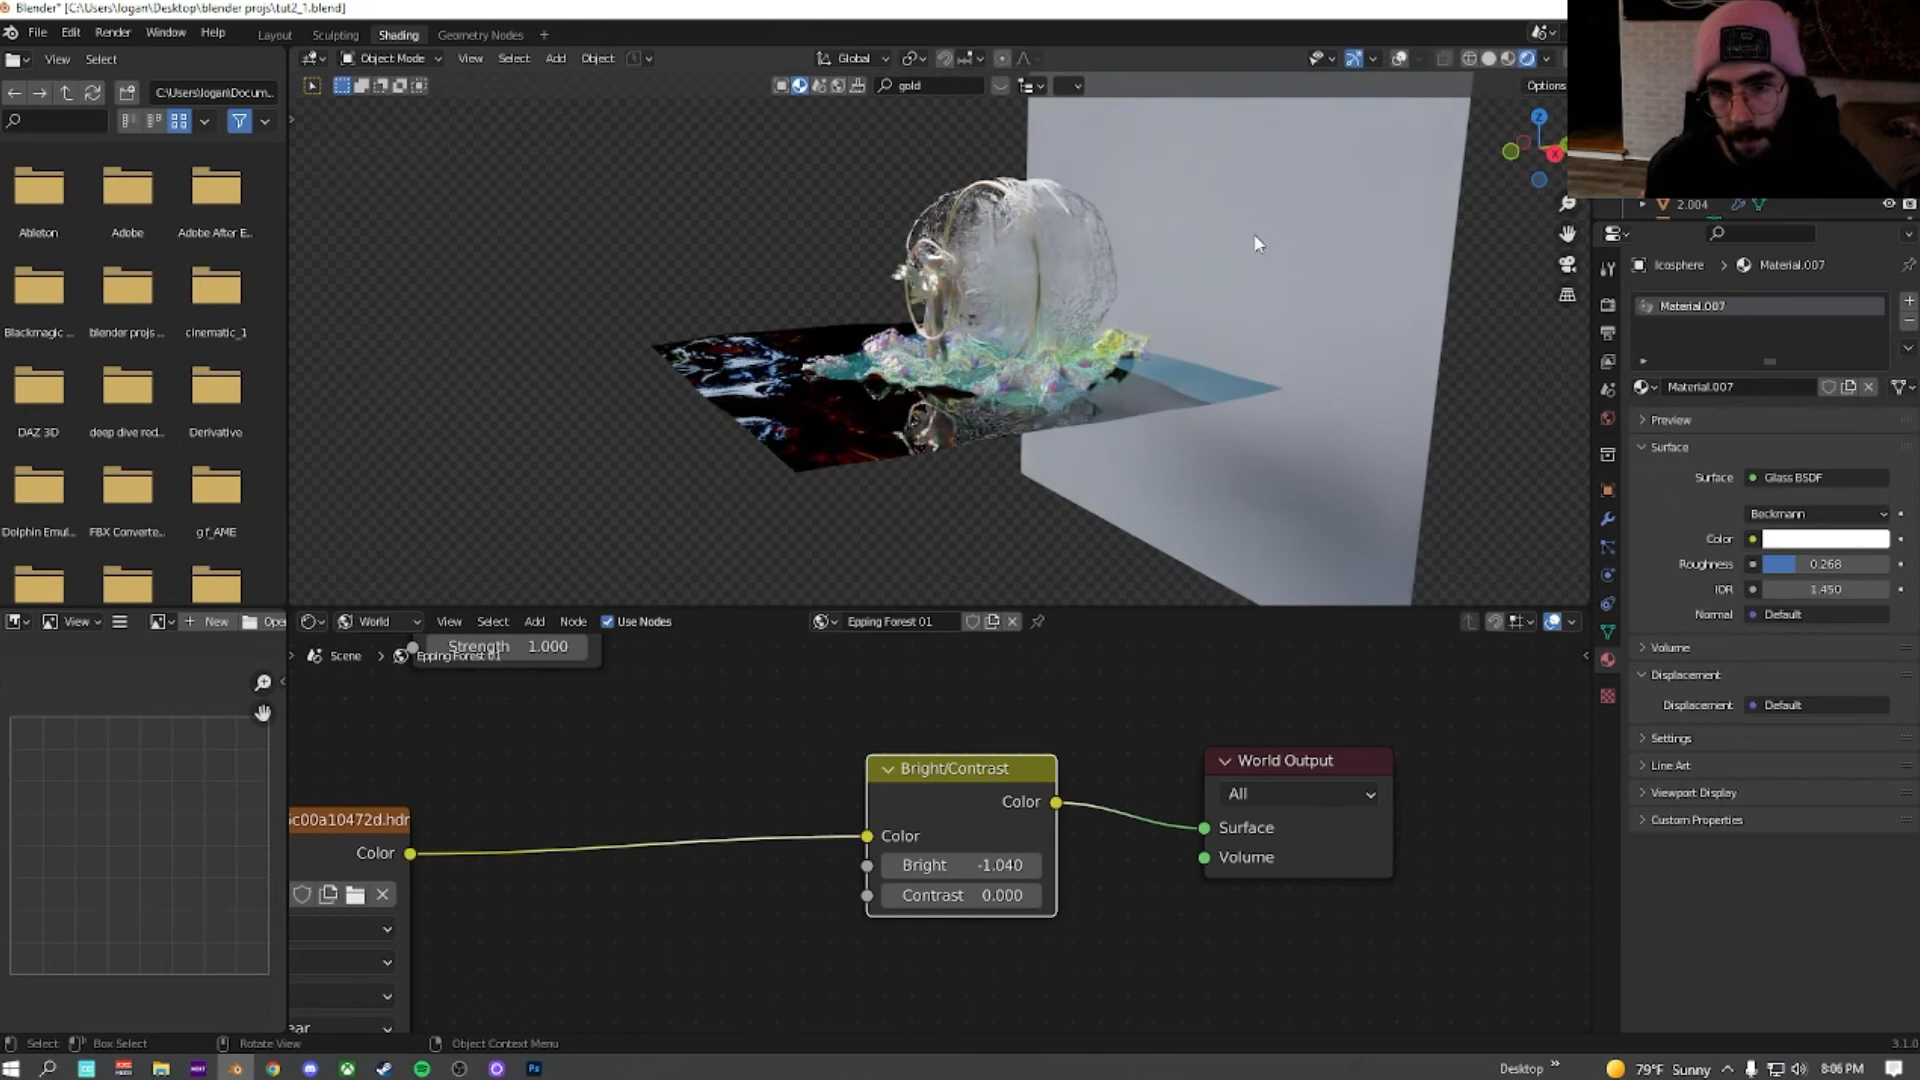 Blender* [C:\Users\logan\Desktop\blender projs\tut2_1.blend]
File Edit Render Window Help
Layout Sculpting Shading Geometry Nodes +
View Select
Object Mode View Select Add Object Global
C:\Users\logan\Docum...
gold
Options
Z
X
Ableton Adobe Adobe After E...
Blackmagic ... blender projs ... cinematic_1
DAZ 3D deep dive red... Derivative
Dolphin Emul... FBX Converte... gf_AME
2.004
Icosphere > Material.007
Material.007
Material.007
Preview
Surface
Surface Glass BSDF
Beckmann
Color
Roughness 0.268
IOR 1.450
Normal Default
Volume
Displacement
Displacement Default
Settings
Line Art
Viewport Display
Custom Properties
View + New Open
World View Select Add Node Use Nodes Epping Forest 01
Strength 1.000
Scene > Epping Forest 01
Bright/Contrast
Color
Color
Bright -1.040
Contrast 0.000
World Output
All
Surface
Volume
5c00a10472d.hdr
Color
ear
Select Box Select Rotate View Object Context Menu 3.1.0
Desktop 79°F Sunny 8:06 PM